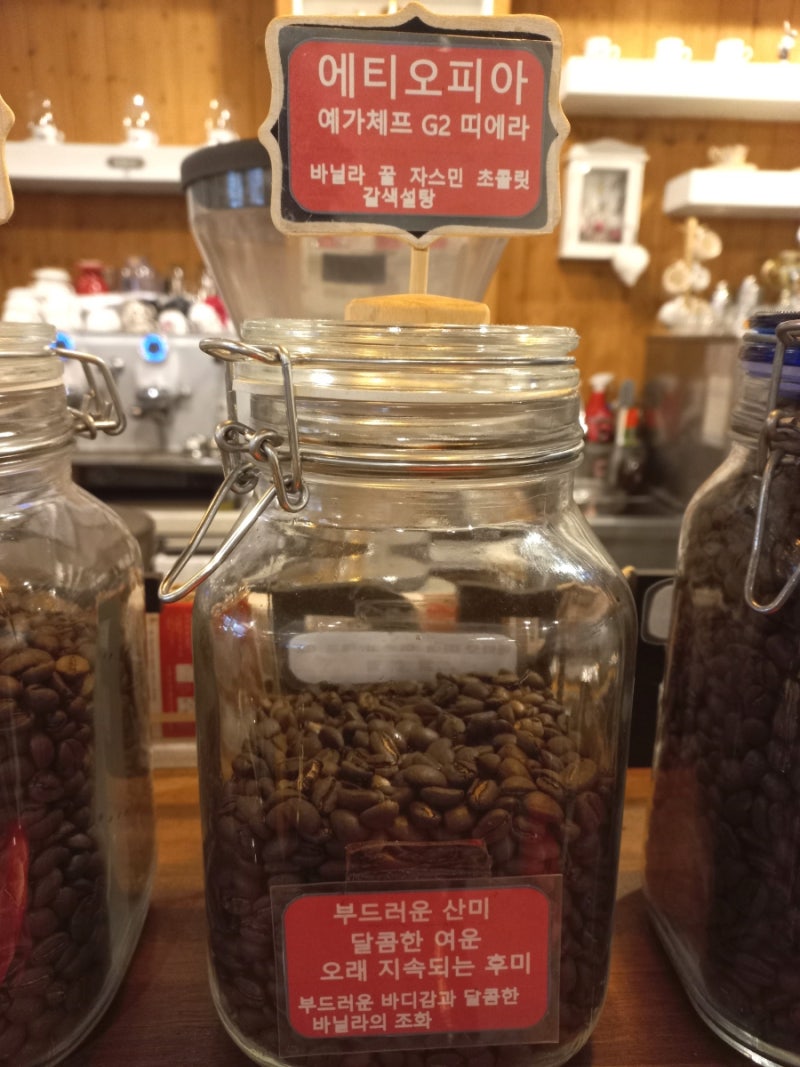 에티오피아
예가체프 G2 띠에라
바닐라 꿀 자스민 초콜릿
갈색설탕
부드러운 산미
달콤한 여운
오래 지속되는 후미
부드러운 바디감과 달콤한
바닐라의 조화